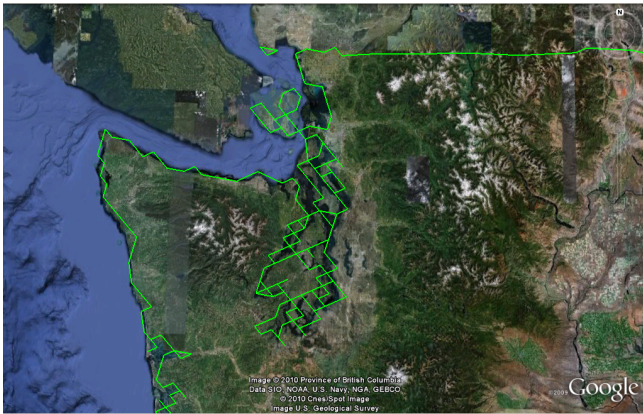 N
Image © 2010 Province of British Columbia
Data SIO, NOAA, U.S. Navy, NGA, GEBCO
© 2010 Cnes/Spot Image
Image U.S. Geological Survey
©2009 Google